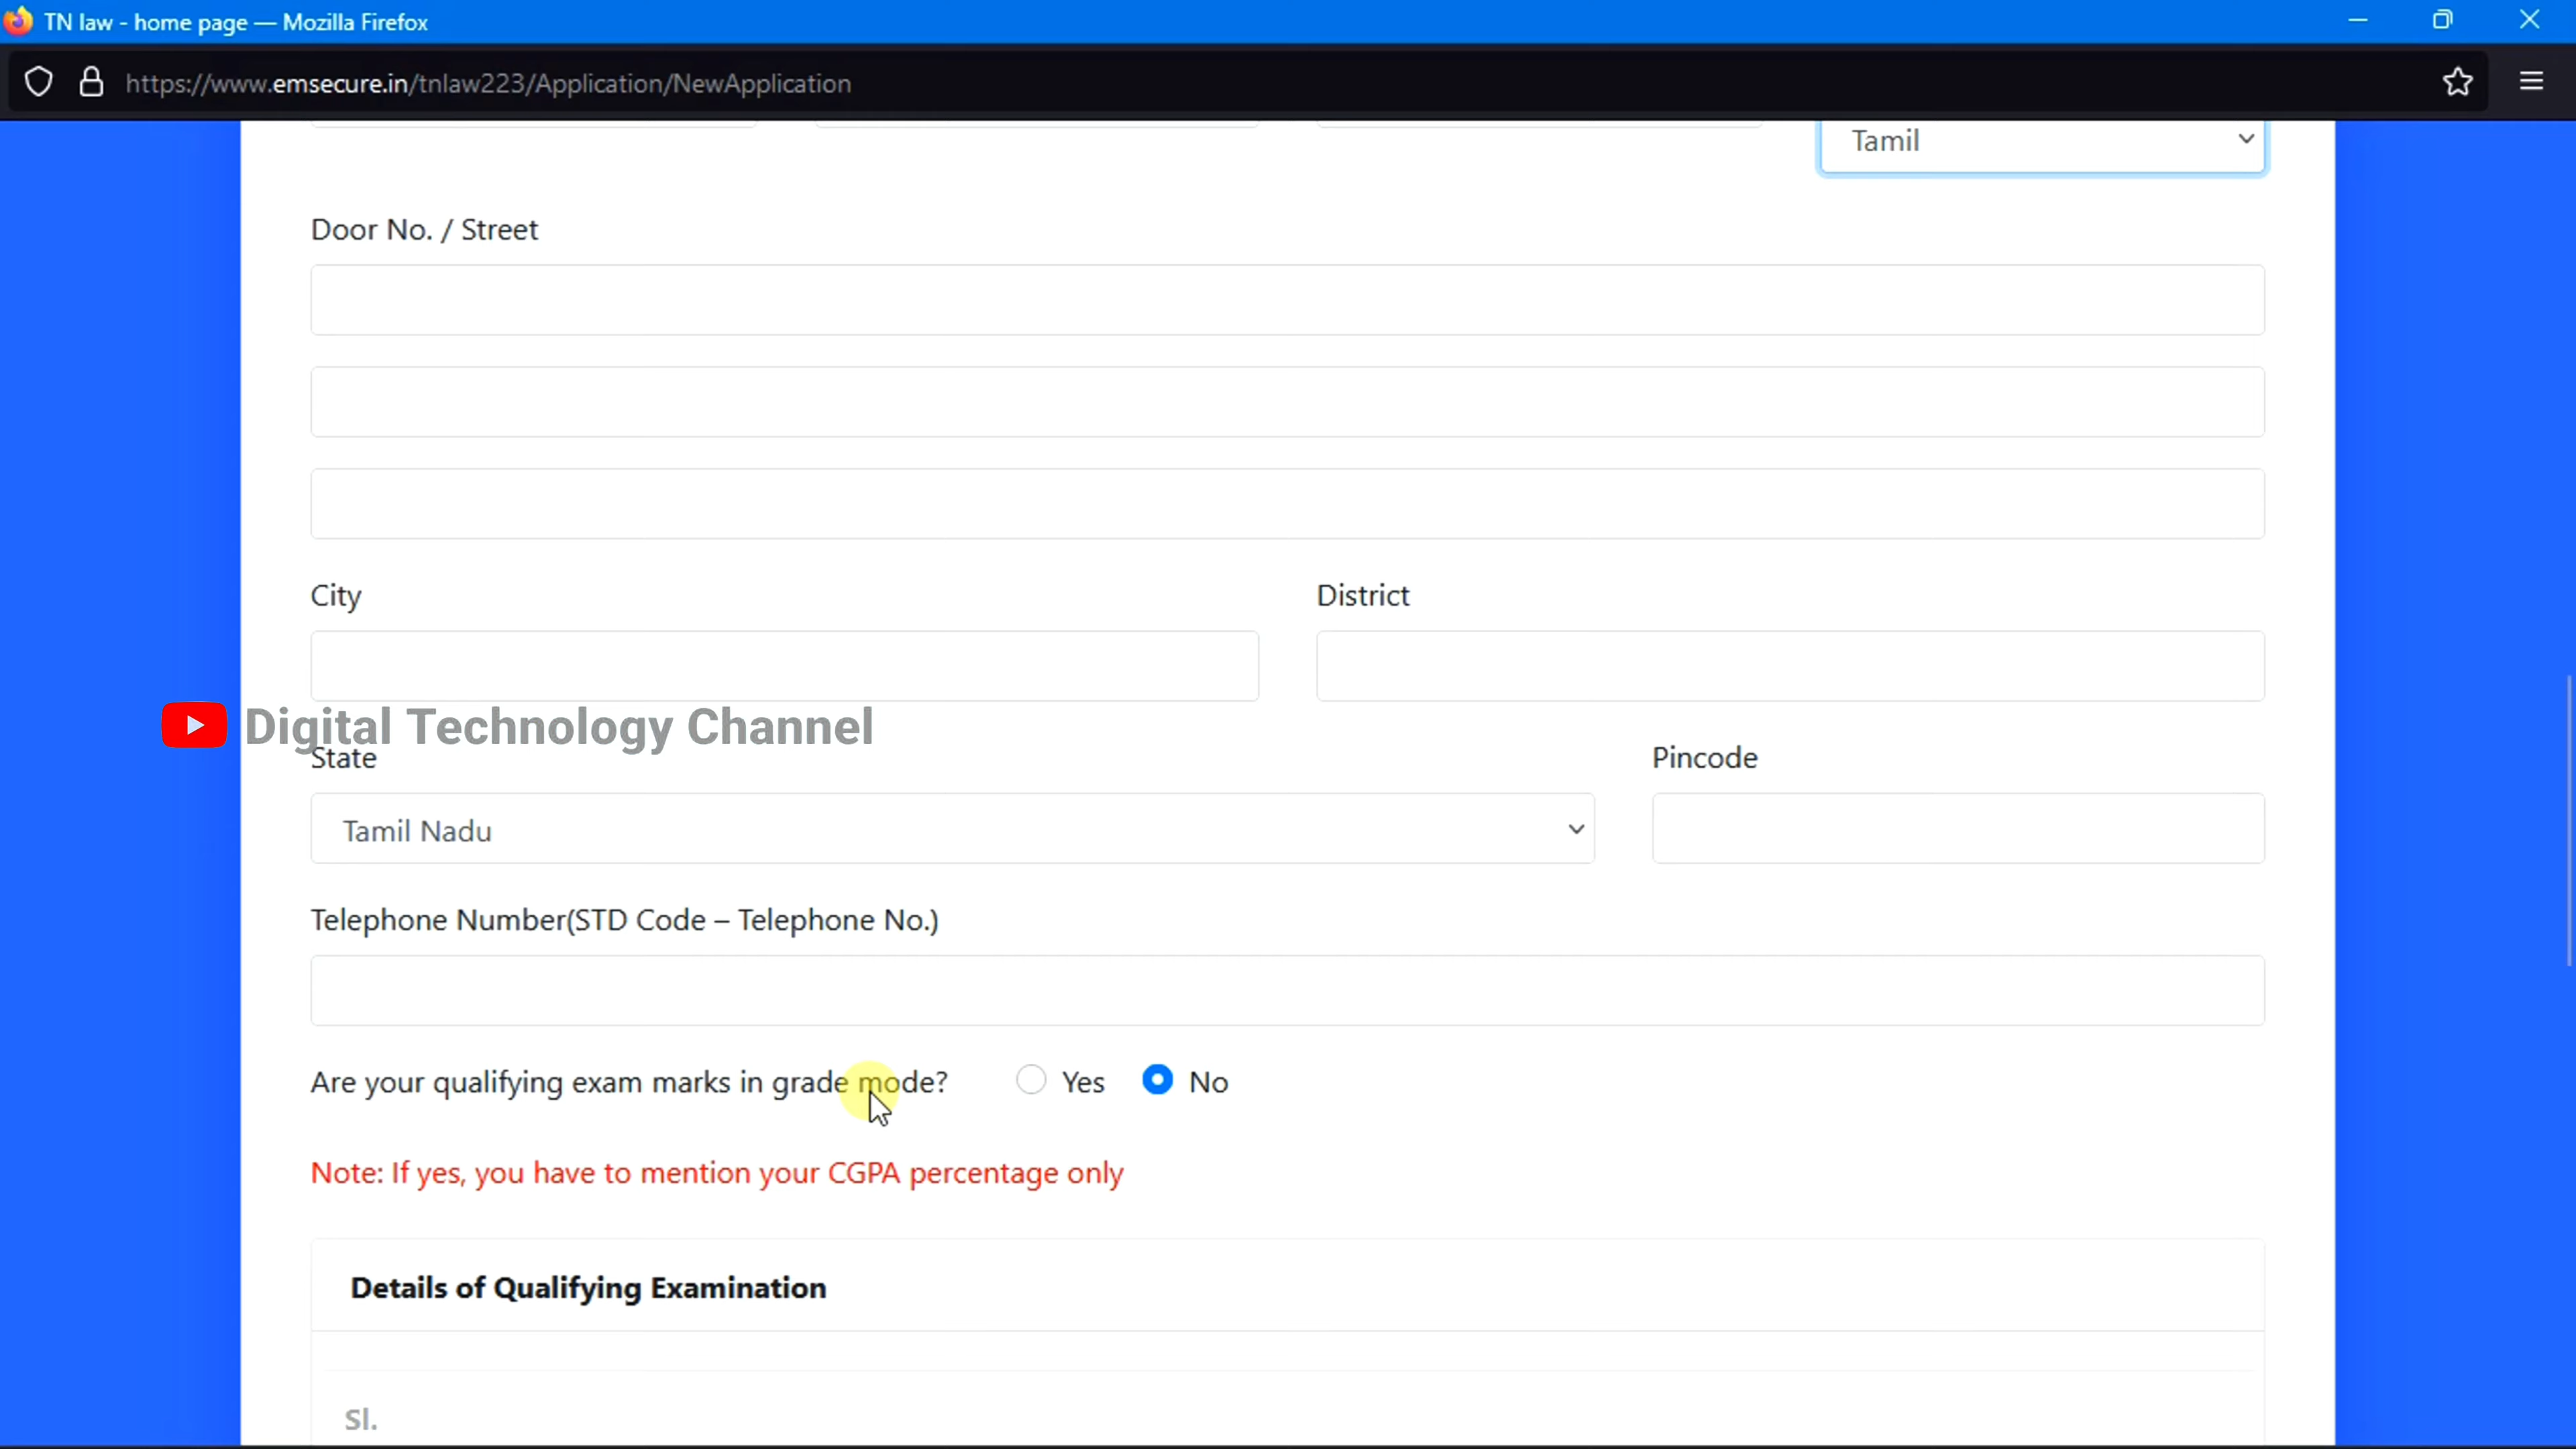 TN law - home page — Mozilla Firefox
https://www.emsecure.in/tnlaw223/Application/NewApplication
Tamil
Door No. / Street
City
District
Digital Technology Channel
State
Pincode
Tamil Nadu
Telephone Number(STD Code – Telephone No.)
Are your qualifying exam marks in grade mode? Yes No
Note: If yes, you have to mention your CGPA percentage only
Details of Qualifying Examination
Sl.